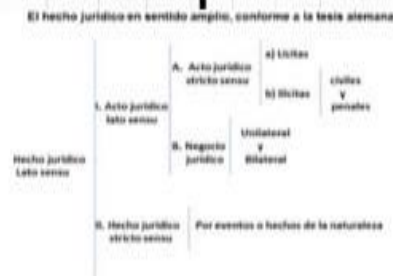 El hecho jurídico en sentido amplio, conforme a la tesis alemana
Hecho jurídico
Lato sensu
I. Acto jurídico
lato sensu
A. Acto jurídico
stricto sensu
a) Lícitas
b) Ilícitas
civiles
y
penales
B. Negocio
jurídico
Unilateral
y
Bilateral
II. Hecho jurídico
stricto sensu
Por eventos o hechos de la naturaleza